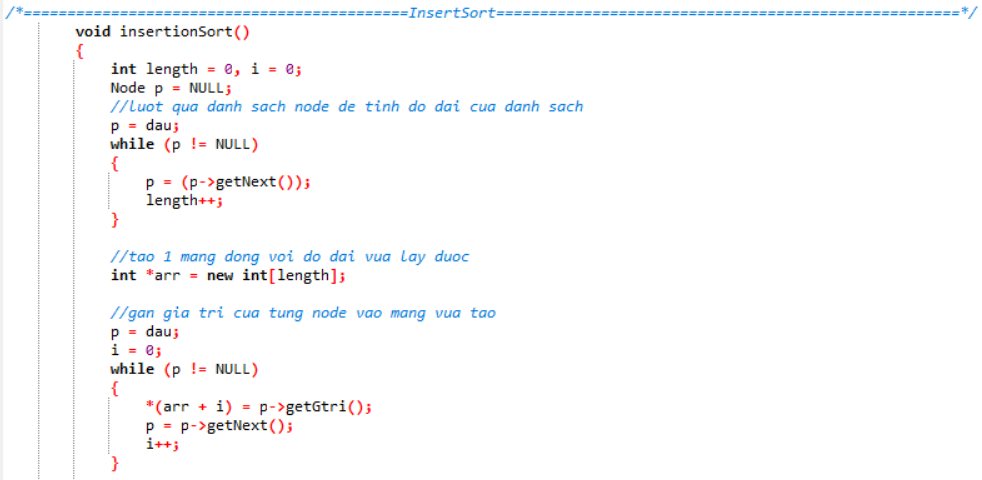 /*============================================InsertSort=====================================================*/
void insertionSort()
{
int length = 0, i = 0;
Node p = NULL;
//luot qua danh sach node de tinh do dai cua danh sach
p = dau;
while (p != NULL)
{
p = (p->getNext());
length++;
}
//tao 1 mang dong voi do dai vua lay duoc
int *arr = new int[length];
//gan gia tri cua tung node vao mang vua tao
p = dau;
i = 0;
while (p != NULL)
{
*(arr + i) = p->getGtri();
p = p->getNext();
i++;
}